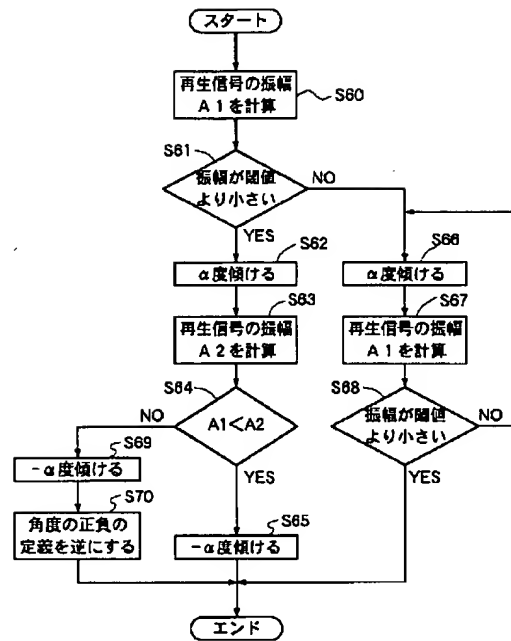 スタート
再生信号の振幅
A1を計算
S60
S61
振幅が閾値
より小さい
NO
YES
S62
α度傾ける
S66
α度傾ける
S63
再生信号の振幅
A2を計算
S67
再生信号の振幅
A1を計算
S64
A1<A2
NO
YES
S68
振幅が閾値
より小さい
NO
YES
S69
-α度傾ける
S70
角度の正負の
定義を逆にする
S65
-α度傾ける
エンド